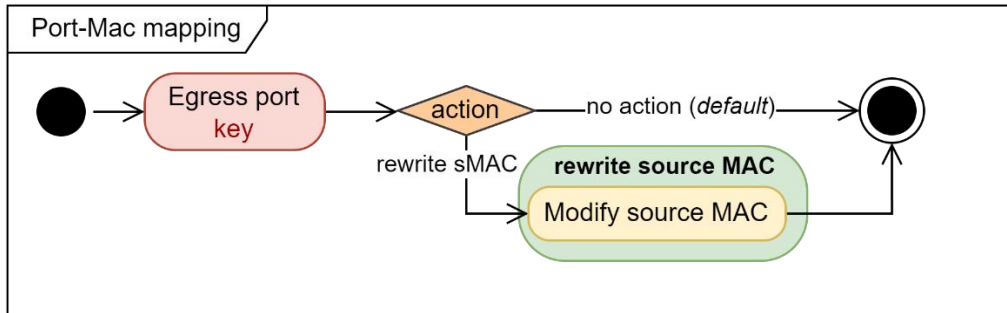 Port-Mac mapping
Egress port
key
action
no action (default)
rewrite sMAC
rewrite source MAC
Modify source MAC